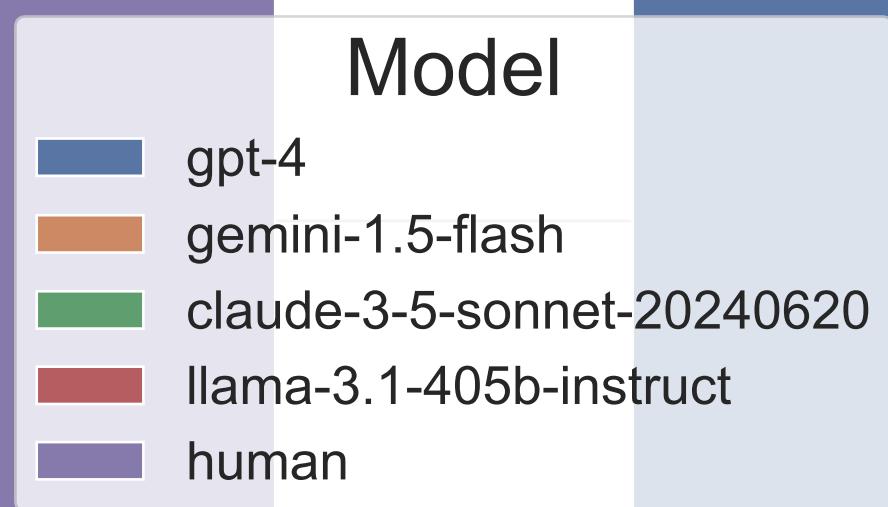 Model
gpt-4
gemini-1.5-flash
claude-3-5-sonnet-20240620
llama-3.1-405b-instruct
human